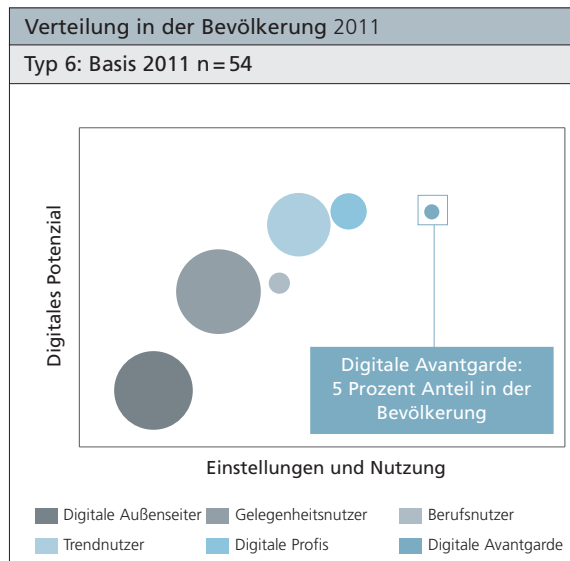 Verteilung in der Bevölkerung 2011
Typ 6: Basis 2011 n = 54
Digitales Potenzial
Digitale Avantgarde:
5 Prozent Anteil in der
Bevölkerung
Einstellungen und Nutzung
Digitale Außenseiter Gelegenheitsnutzer Berufsnutzer
Trendnutzer Digitale Profis Digitale Avantgarde